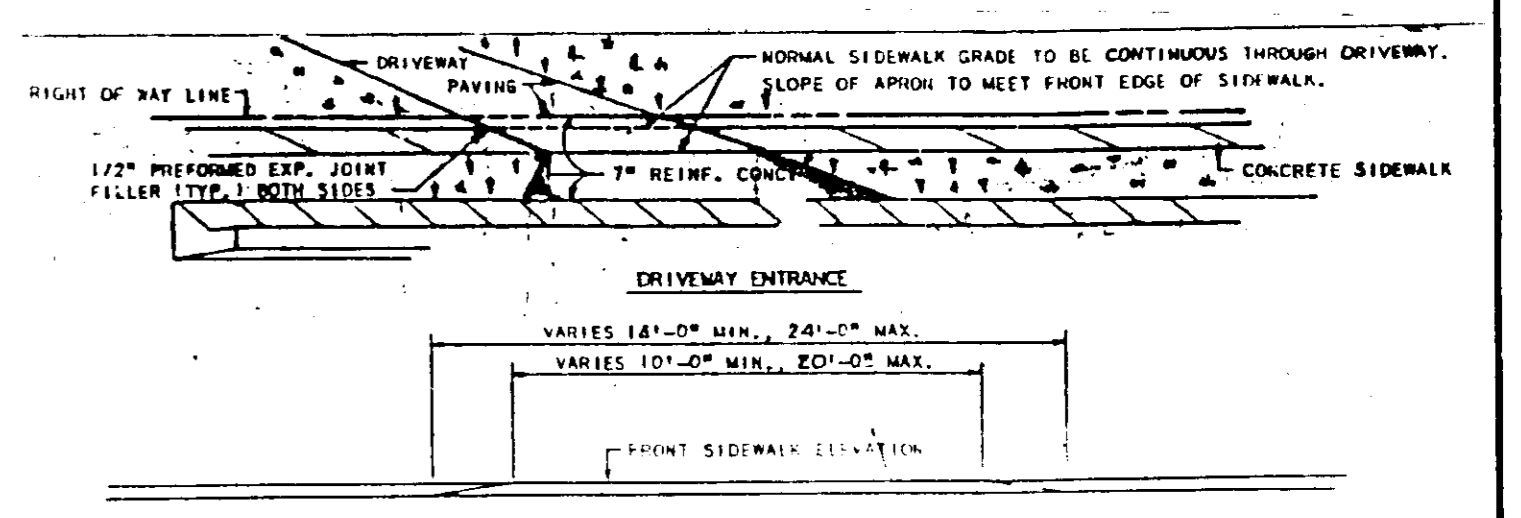 DRIVEWAY
PAVING
NORMAL SIDEWALK GRADE TO BE CONTINUOUS THROUGH DRIVEWAY.
SLOPE OF APRON TO MEET FRONT EDGE OF SIDEWALK.
RIGHT OF WAY LINE
1/2" PREFORMED EXP. JOINT
FILLER (TYP.) BOTH SIDES
7" REINF. CONC.
CONCRETE SIDEWALK
DRIVEWAY ENTRANCE
VARIES 14'-0" MIN., 24'-0" MAX.
VARIES 10'-0" MIN., 20'-0" MAX.
FRONT SIDEWALK ELEVATION